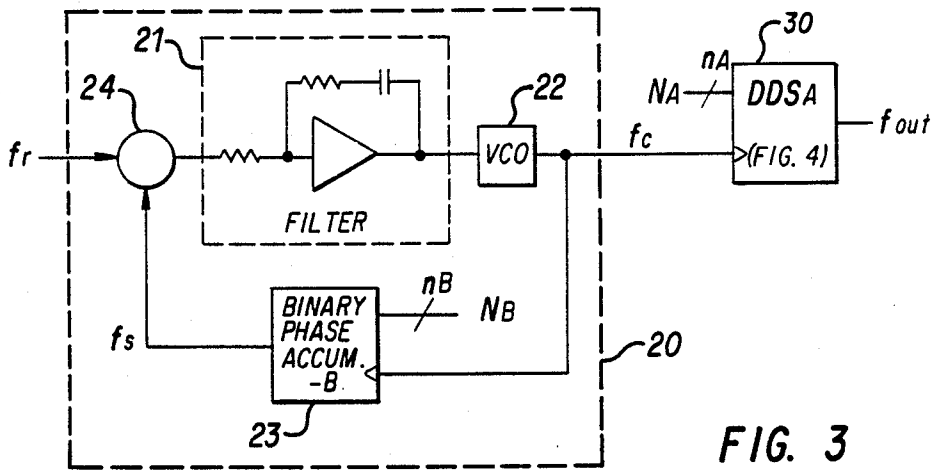 30
21
nA
24
NA
DDSA
22
fr
VCO
fc
fout
(FIG. 4)
FILTER
nB
NB
BINARY
PHASE
ACCUM.
-B
fs
20
23
FIG. 3